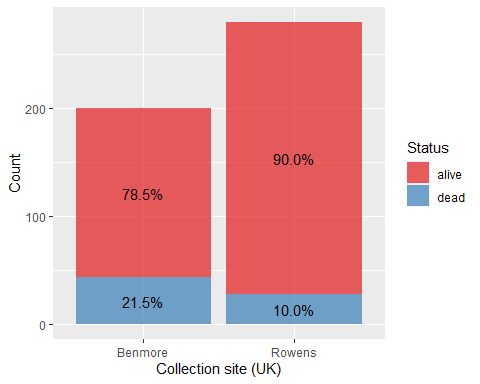 Count
200
100
0
78.5%
21.5%
90.0%
10.0%
Benmore
Rowens
Collection site (UK)
Status
alive
dead